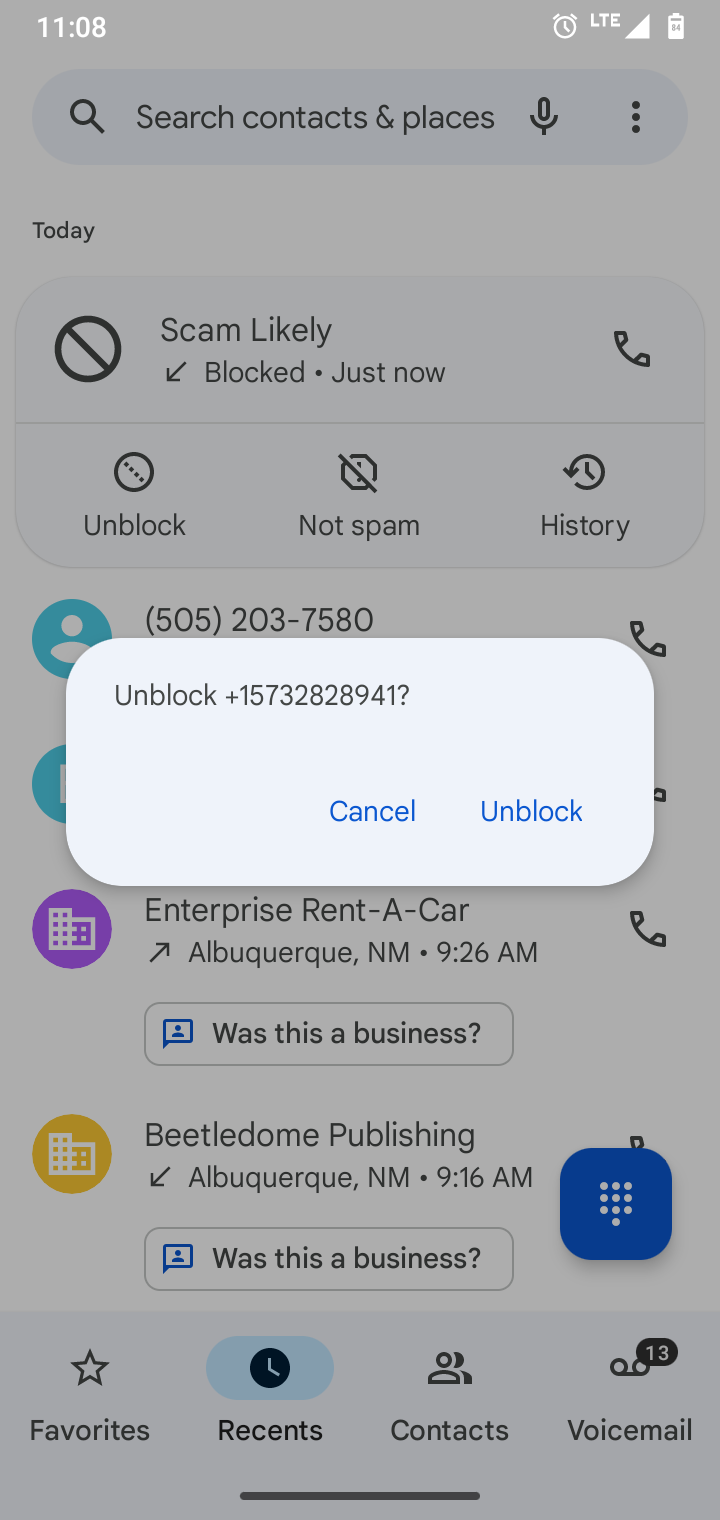 11:08 LTE 84
Search contacts & places
Today
Scam Likely
Blocked • Just now
Unblock Not spam History
(505) 203-7580
Unblock +15732828941?
Cancel Unblock
Enterprise Rent-A-Car
Albuquerque, NM • 9:26 AM
Was this a business?
Beetledome Publishing
Albuquerque, NM • 9:16 AM
Was this a business?
13
Favorites Recents Contacts Voicemail